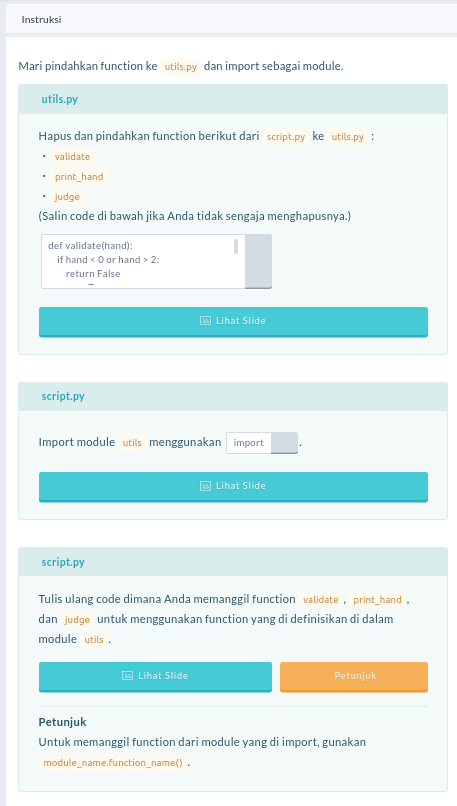 Instruksi
Mari pindahkan function ke utils.py dan import sebagai module.
utils.py
Hapus dan pindahkan function berikut dari script.py ke utils.py :
• validate
• print_hand
• judge
(Salin code di bawah jika Anda tidak sengaja menghapusnya.)
def validate(hand):
if hand < 0 or hand > 2:
return False
Lihat Slide
script.py
Import module utils menggunakan import .
Lihat Slide
script.py
Tulis ulang code dimana Anda memanggil function validate , print_hand ,
dan judge untuk menggunakan function yang di definisikan di dalam
module utils .
Lihat Slide Petunjuk
Petunjuk
Untuk memanggil function dari module yang di import, gunakan
module_name.function_name() .